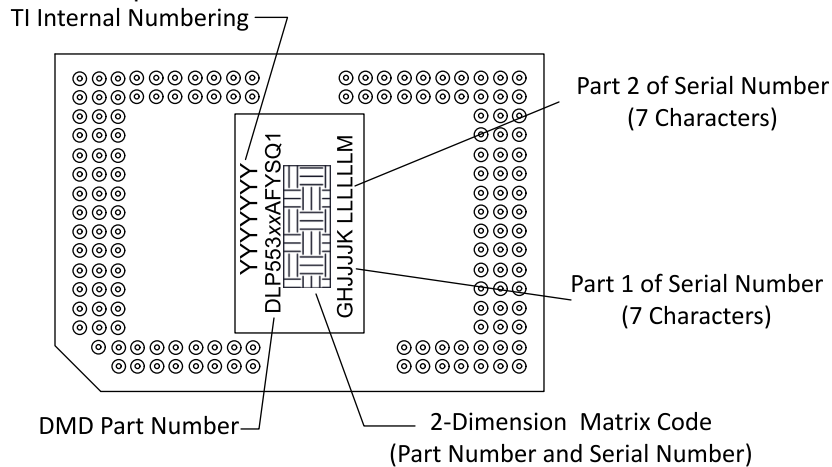 TI Internal Numbering
Part 2 of Serial Number
(7 Characters)
YYYYYYY
DLP553xxAFYSQ1
GHJJJJK LLLLLLM
Part 1 of Serial Number
(7 Characters)
DMD Part Number
2-Dimension Matrix Code
(Part Number and Serial Number)